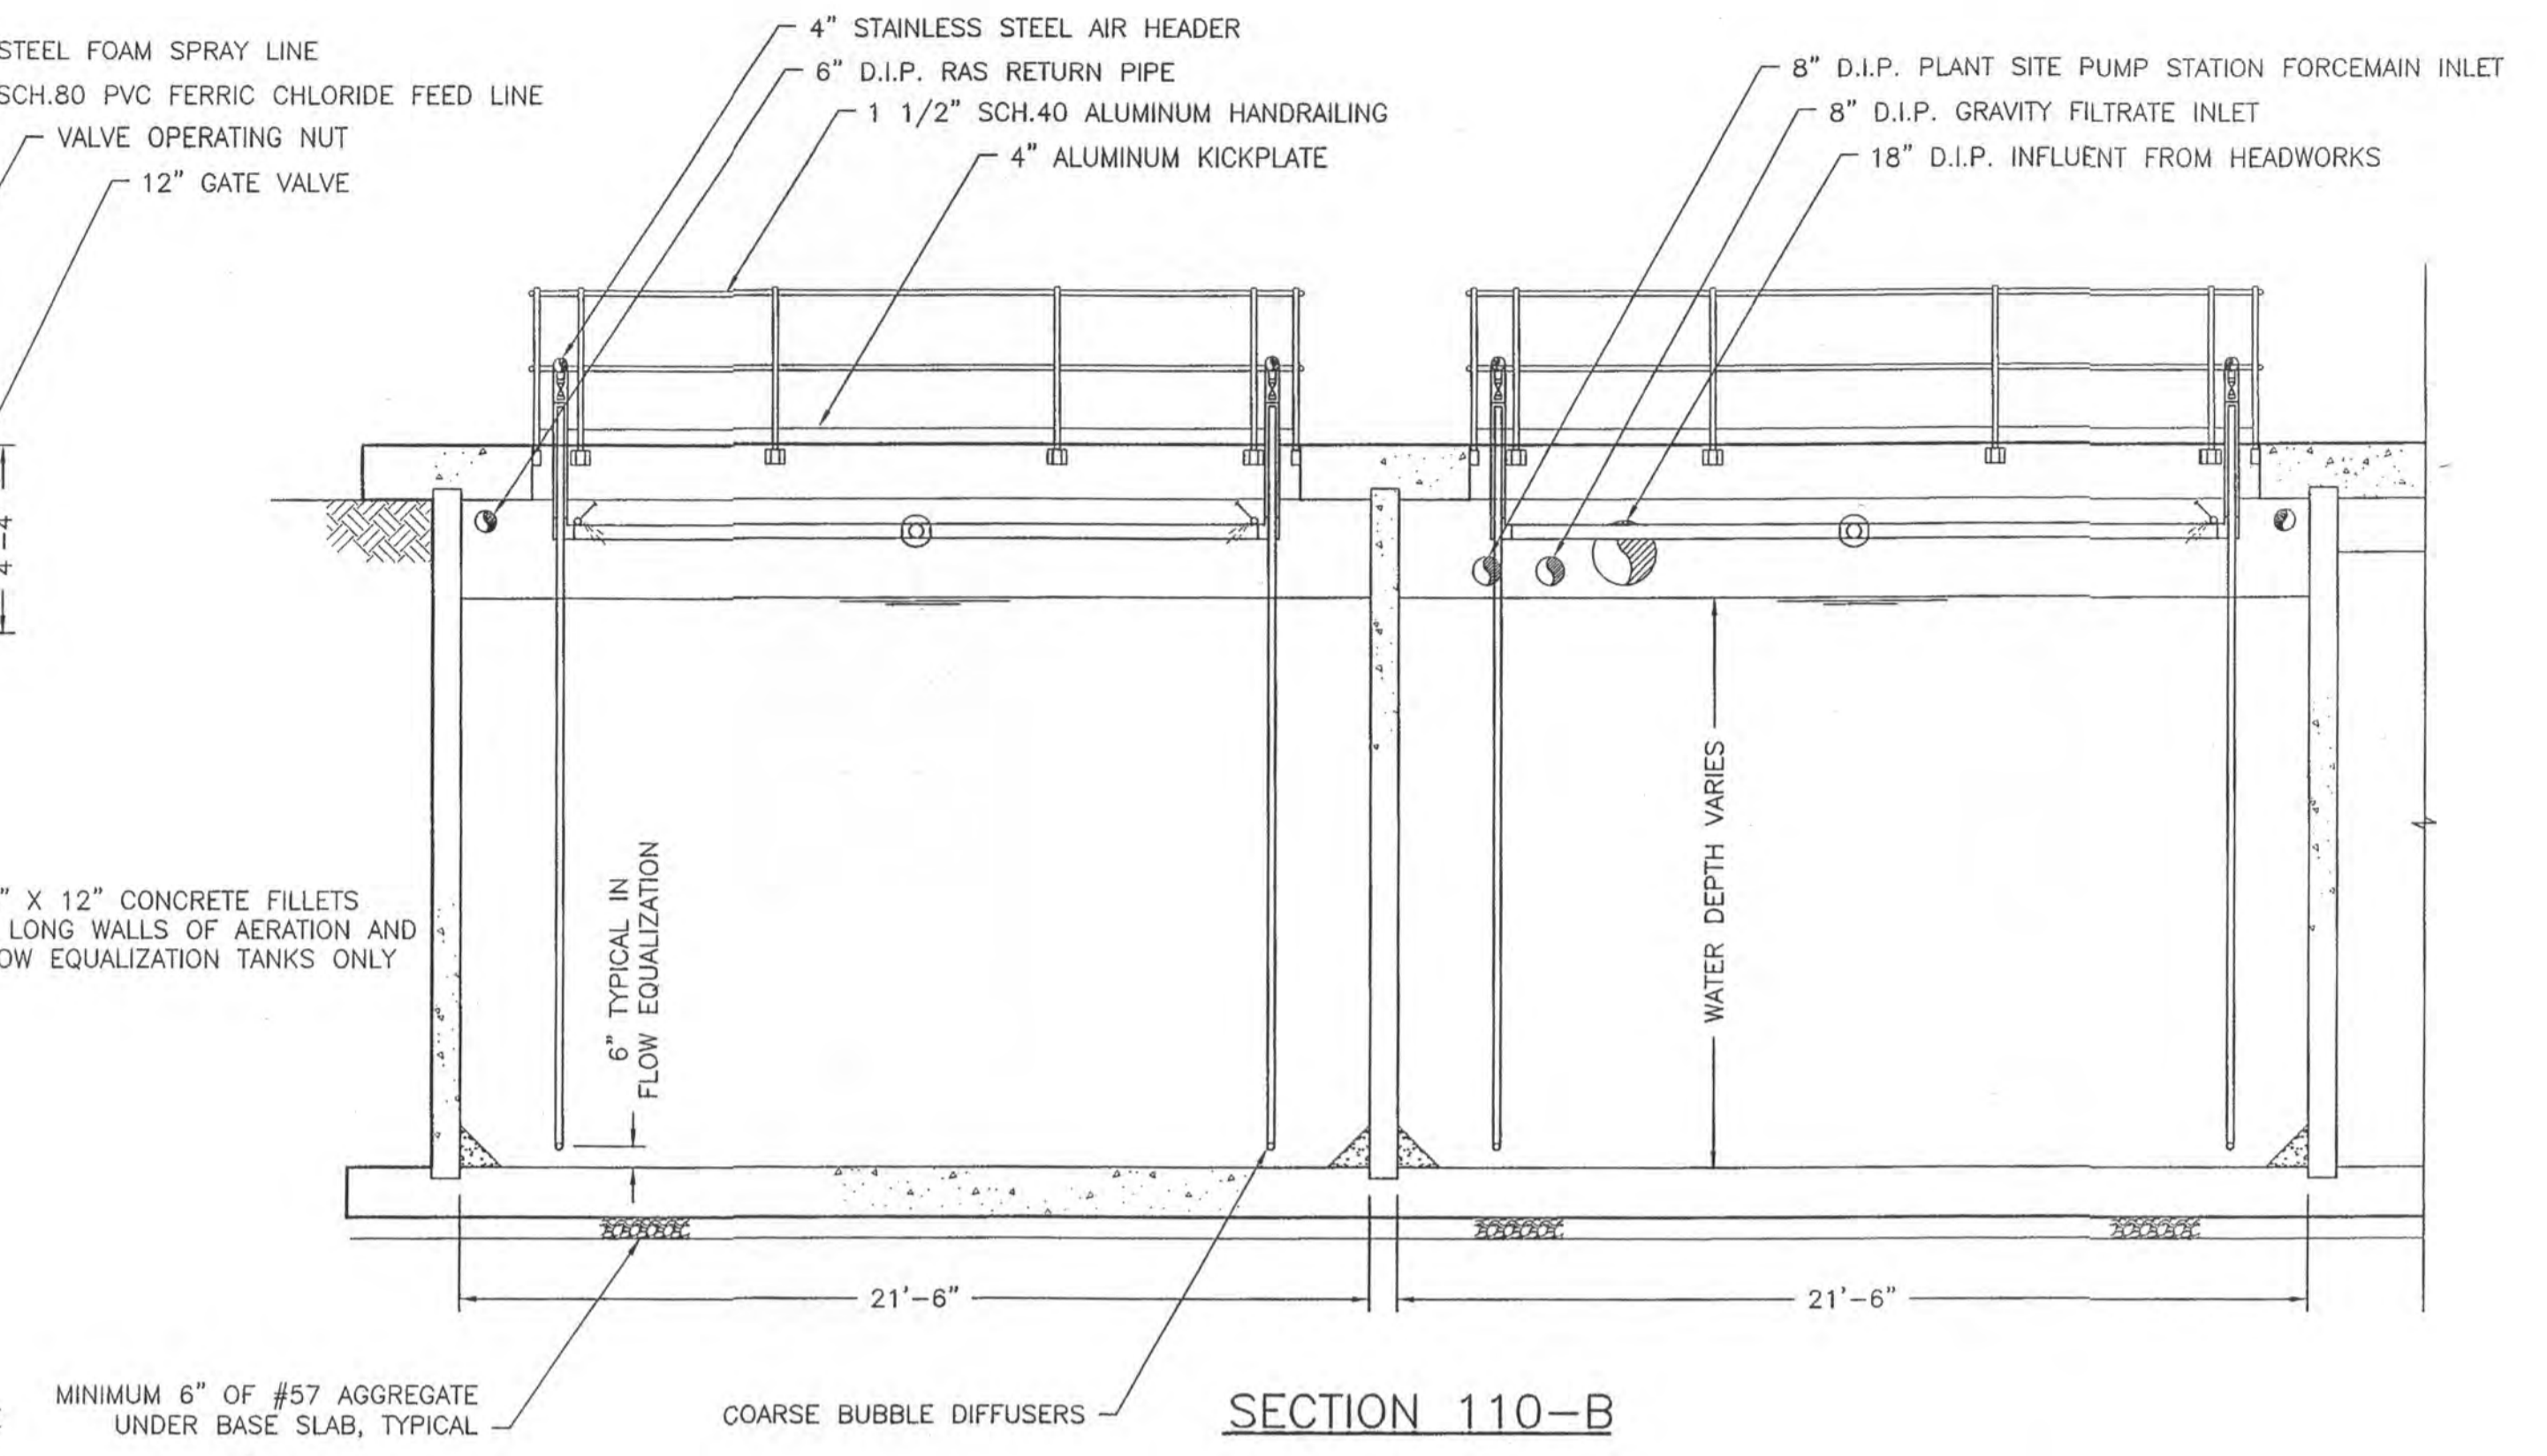 STEEL FOAM SPRAY LINE
SCH.80 PVC FERRIC CHLORIDE FEED LINE
VALVE OPERATING NUT
12" GATE VALVE
4" STAINLESS STEEL AIR HEADER
6" D.I.P. RAS RETURN PIPE
1 1/2" SCH.40 ALUMINUM HANDRAILING
4" ALUMINUM KICKPLATE
8" D.I.P. PLANT SITE PUMP STATION FORCEMAIN INLET
8" D.I.P. GRAVITY FILTRATE INLET
18" D.I.P. INFLUENT FROM HEADWORKS
4'-4"
" X 12" CONCRETE FILLETS
LONG WALLS OF AERATION AND
OW EQUALIZATION TANKS ONLY
6" TYPICAL IN
FLOW EQUALIZATION
WATER DEPTH VARIES
21'-6"
21'-6"
MINIMUM 6" OF #57 AGGREGATE
UNDER BASE SLAB, TYPICAL
COARSE BUBBLE DIFFUSERS
SECTION 110-B